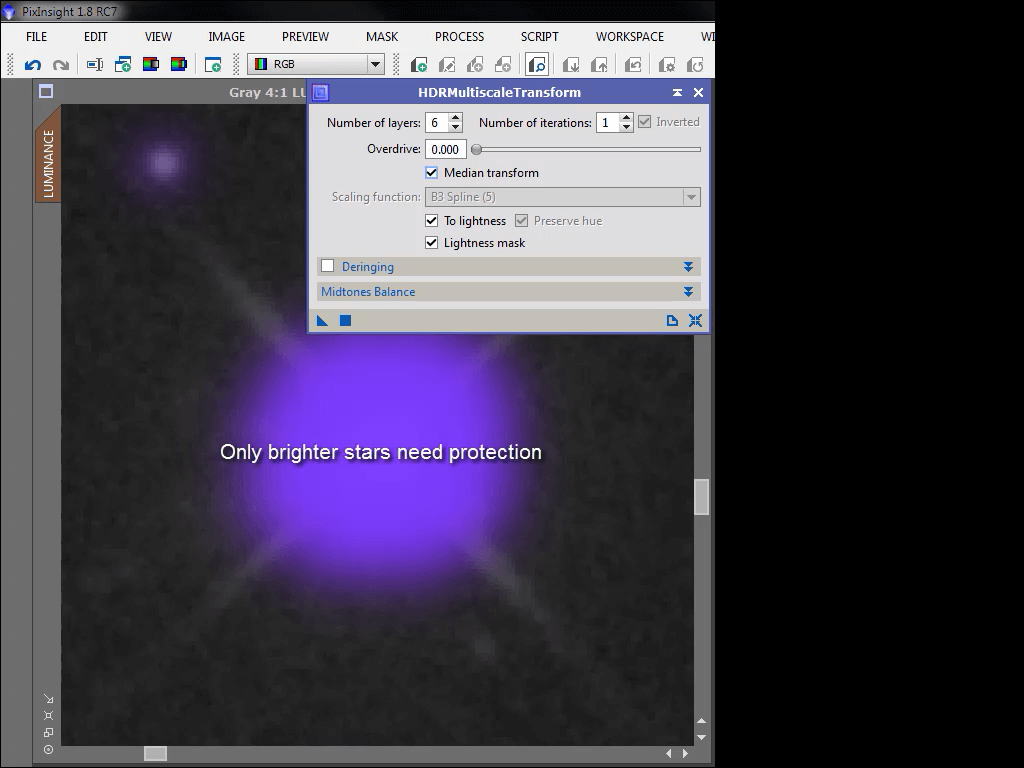 PixInsight 1.8 RC7
FILE EDIT VIEW IMAGE PREVIEW MASK PROCESS SCRIPT WORKSPACE WI
RGB
Gray 4:1 LU
LUMINANCE
HDRMultiscaleTransform
Number of layers: 6 Number of iterations: 1 Inverted
Overdrive: 0.000
Median transform
Scaling function: B3 Spline (5)
To lightness Preserve hue
Lightness mask
Deringing
Midtones Balance
Only brighter stars need protection